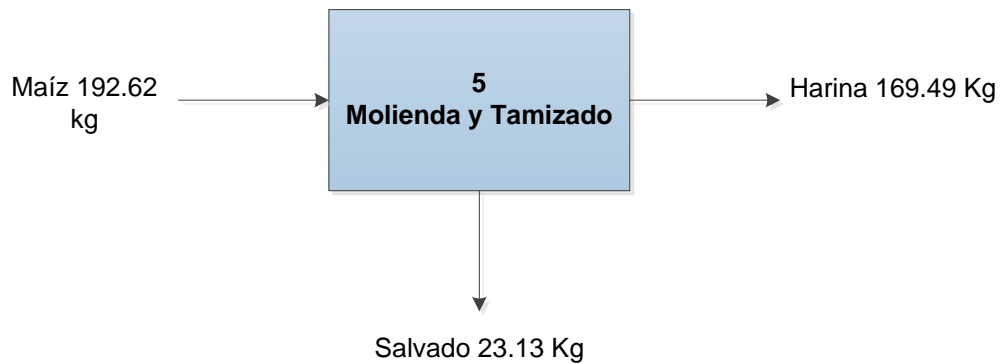 Maíz 192.62
kg
5
Molienda y Tamizado
Harina 169.49 Kg
Salvado 23.13 Kg